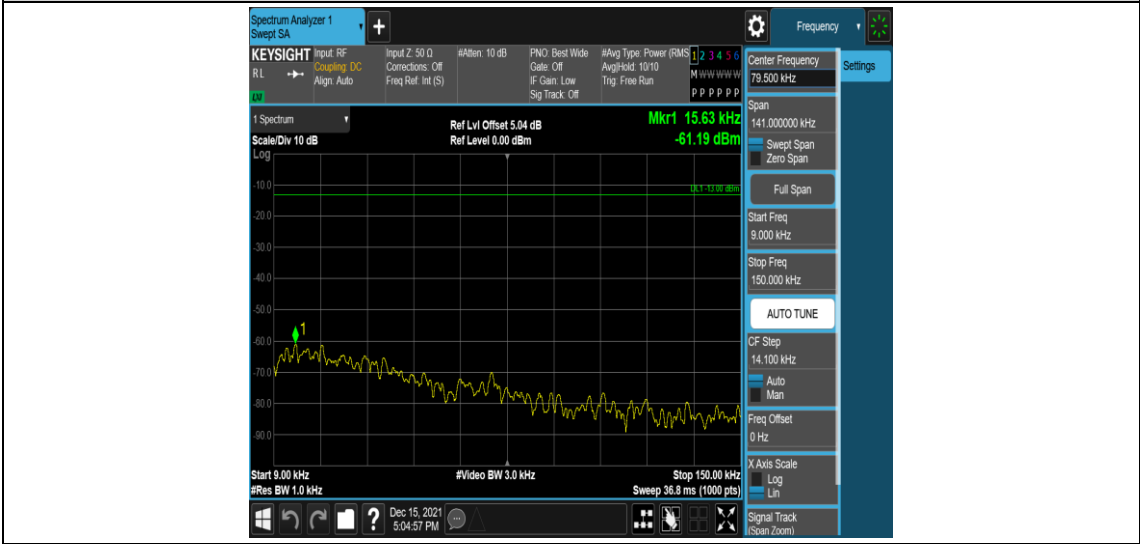 Spectrum Analyzer 1
Swept SA
+
Frequency
KEYSIGHT
RL
Input: RF
Coupling: DC
Align: Auto
Input Z: 50 Ω
Corrections: Off
Freq Ref: Int (S)
#Atten: 10 dB
PNO: Best Wide
Gate: Off
IF Gain: Low
Sig Track: Off
#Avg Type: Power (RMS
Avg|Hold: 10/10
Trig: Free Run
1 2 3 4 5 6
M W W W W W
P P P P P P
1 Spectrum
Scale/Div 10 dB
Log
Ref Lvl Offset 5.04 dB
Ref Level 0.00 dBm
Mkr1 15.63 kHz
-61.19 dBm
DL1 -13.00 dBm
-10.0
-20.0
-30.0
-40.0
-50.0
-60.0
-70.0
-80.0
-90.0
1
Start 9.00 kHz
#Res BW 1.0 kHz
#Video BW 3.0 kHz
Stop 150.00 kHz
Sweep 36.8 ms (1000 pts)
?
Dec 15, 2021
5:04:57 PM
Center Frequency
79.500 kHz
Settings
Span
141.000000 kHz
Swept Span
Zero Span
Full Span
Start Freq
9.000 kHz
Stop Freq
150.000 kHz
AUTO TUNE
CF Step
14.100 kHz
Auto
Man
Freq Offset
0 Hz
X Axis Scale
Log
Lin
Signal Track
(Span Zoom)